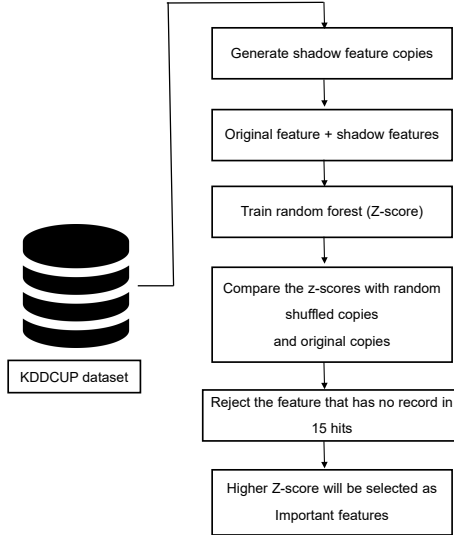 Generate shadow feature copies
Original feature + shadow features
Train random forest (Z-score)
Compare the z-scores with random
shuffled copies
and original copies
KDDCUP dataset
Reject the feature that has no record in
15 hits
Higher Z-score will be selected as
Important features